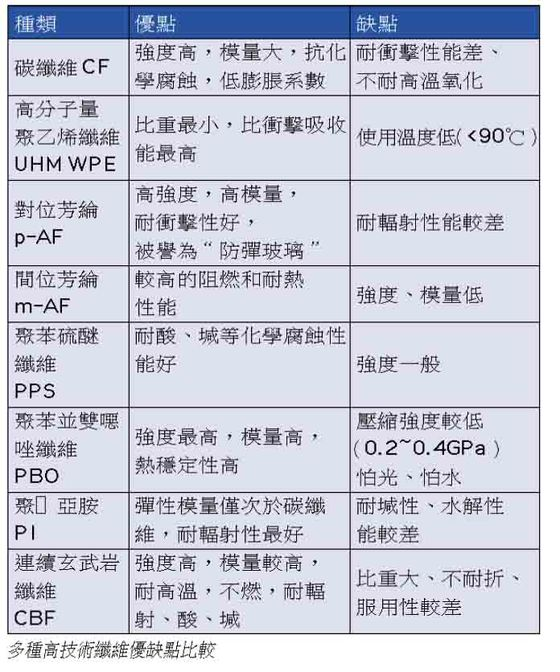 種類 優點 缺点
碳纖維CF 強度高，模量大，抗化 耐衝擊性能差、
學腐蝕，低膨脹系數 不耐高溫氧化
高分子量
聚乙烯纖維
UHM WPE
比重最小，比衝擊吸收
能最高
使用溫度低(<90℃)
對位芳綸
p-AF
高強度，高模量，
耐衝擊性好，
被譽為“防彈玻璃”
耐輻射性能較差
間位芳綸
m-AF
較高的阻燃和耐熱
性能
強度、模量低
聚苯硫醚
纖維
PPS
耐酸、堿等化學腐蝕性
能好
強度一般
聚苯並雙噁
唑纖維
PBO
強度最高，模量高，
熱穩定性高
壓縮強度較低
(0.2~0.4GPa)
怕光、怕水
聚▯亞胺
PI
彈性模量僅次於碳纖
維，耐輻射性最好
耐堿性、水解性
能較差
連續玄武岩
纖維
CBF
強度高，模量較高，
耐高溫，不燃，耐輻
射、酸、堿
比重大、不耐折、
服用性較差
多種高技術纖維優缺點比較